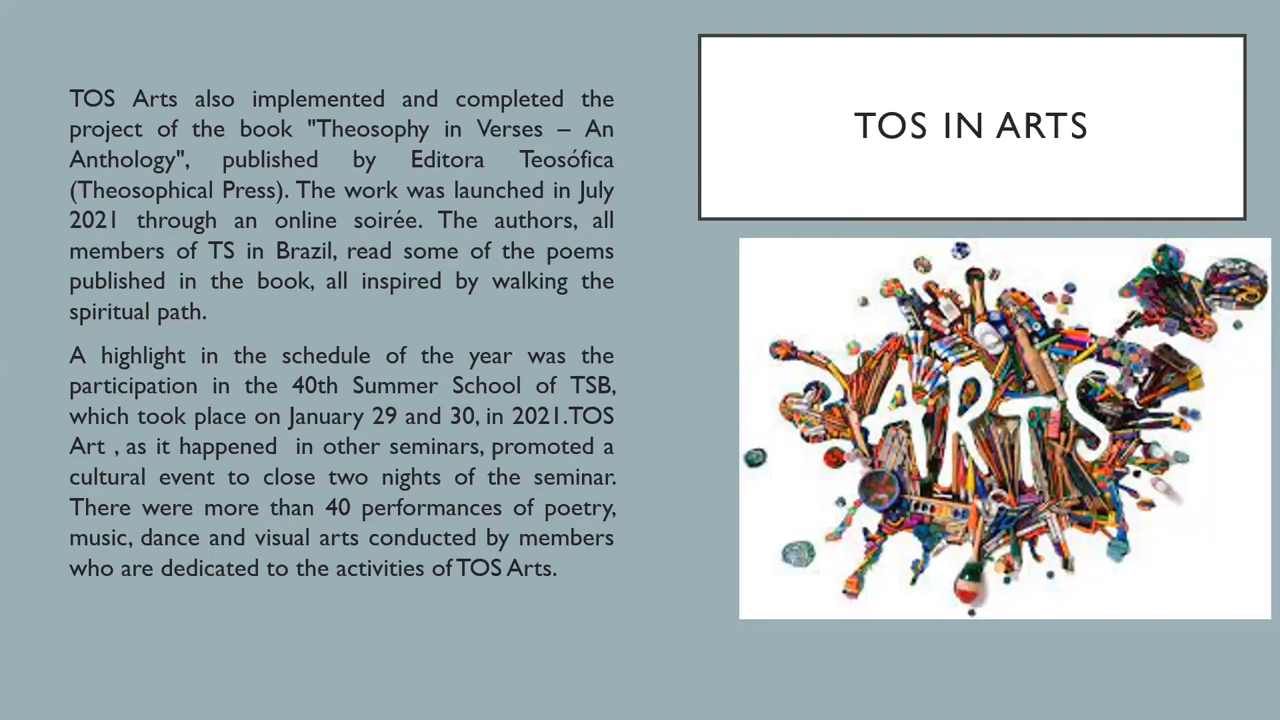 TOS Arts also implemented and completed the
project of the book "Theosophy in Verses – An
Anthology", published by Editora Teosófica
(Theosophical Press). The work was launched in July
2021 through an online soirée. The authors, all
members of TS in Brazil, read some of the poems
published in the book, all inspired by walking the
spiritual path.
A highlight in the schedule of the year was the
participation in the 40th Summer School of TSB,
which took place on January 29 and 30, in 2021.TOS
Art , as it happened  in other seminars, promoted a
cultural event to close two nights of the seminar.
There were more than 40 performances of poetry,
music, dance and visual arts conducted by members
who are dedicated to the activities of TOS Arts.
TOS IN ARTS
ARTS